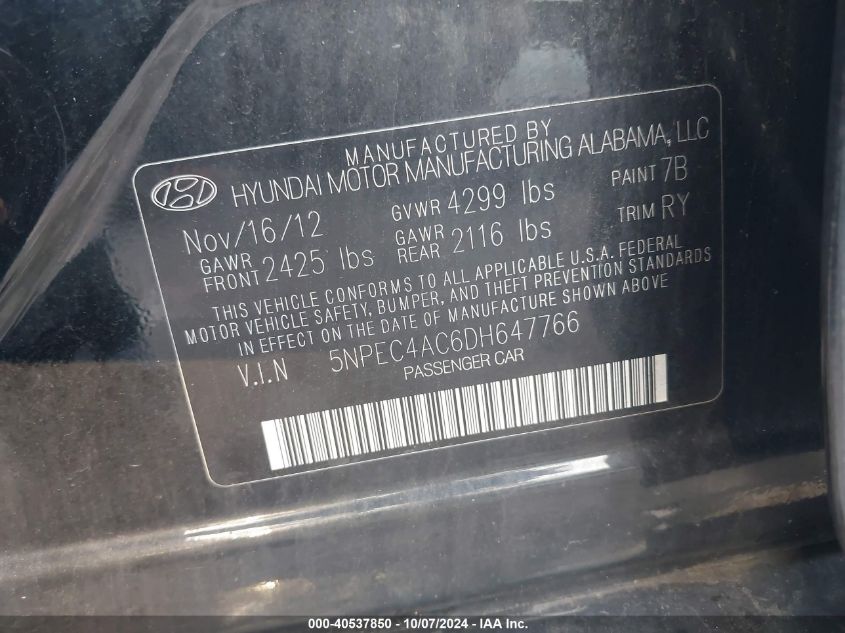 MANUFACTURED BY
HYUNDAI MOTOR MANUFACTURING ALABAMA, LLC
Nov/16/12 GVWR 4299 lbs PAINT 7B
GAWR FRONT 2425 lbs GAWR REAR 2116 lbs TRIM RY
THIS VEHICLE CONFORMS TO ALL APPLICABLE U.S.A. FEDERAL
MOTOR VEHICLE SAFETY, BUMPER, AND THEFT PREVENTION STANDARDS
IN EFFECT ON THE DATE OF MANUFACTURE SHOWN ABOVE
V.I.N 5NPEC4AC6DH647766
PASSENGER CAR
000-40537850 - 10/07/2024 - IAA Inc.